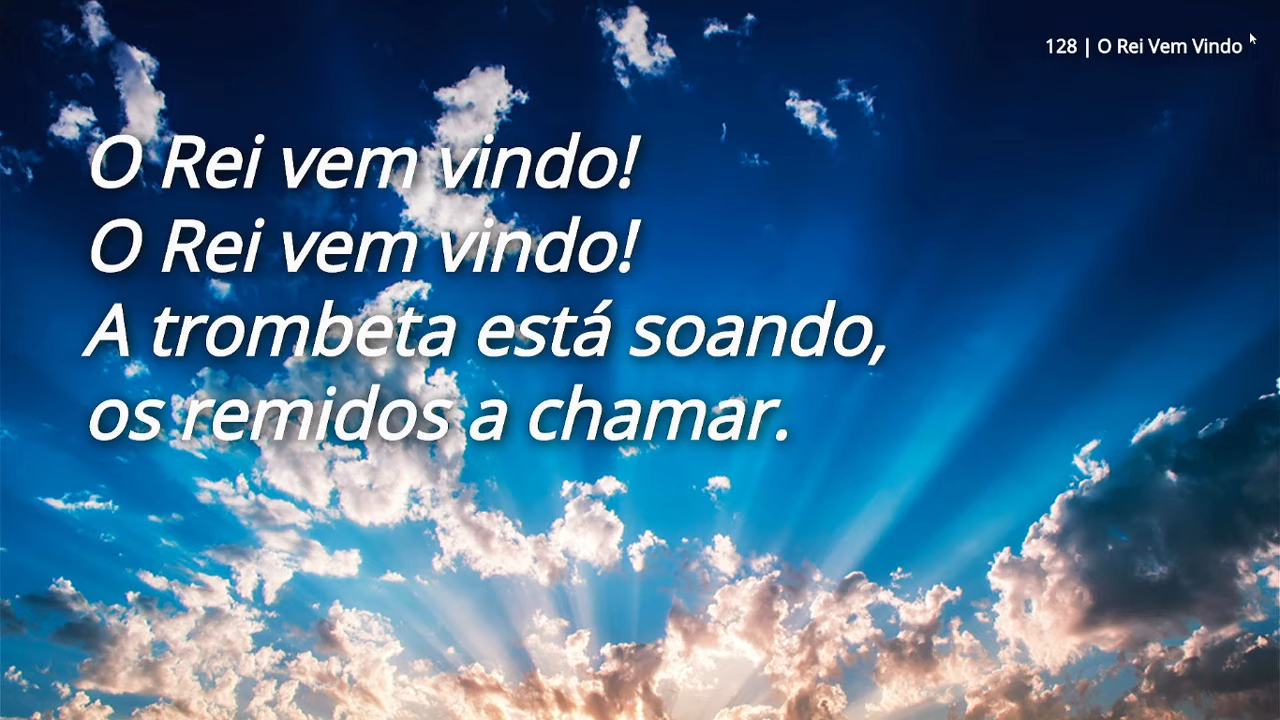 128 | O Rei Vem Vindo
O Rei vem vindo!
O Rei vem vindo!
A trombeta está soando,
os remidos a chamar.